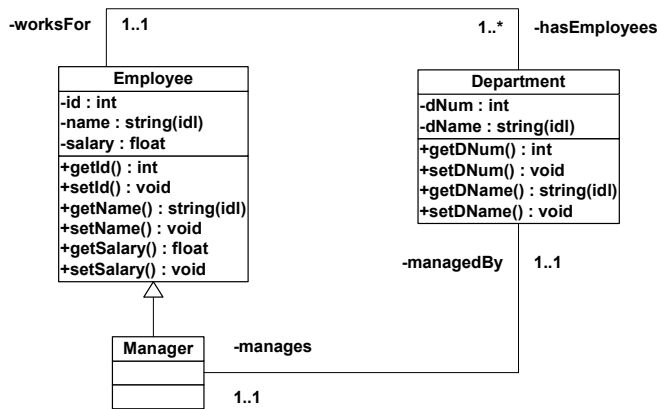 -worksFor 1..1 1..* -hasEmployees
Employee
-id : int
-name : string(idl)
-salary : float
+getId() : int
+setId() : void
+getName() : string(idl)
+setName() : void
+getSalary() : float
+setSalary() : void
Department
-dNum : int
-dName : string(idl)
+getDNum() : int
+setDNum() : void
+getDName() : string(idl)
+setDName() : void
-managedBy 1..1
Manager
-manages
1..1